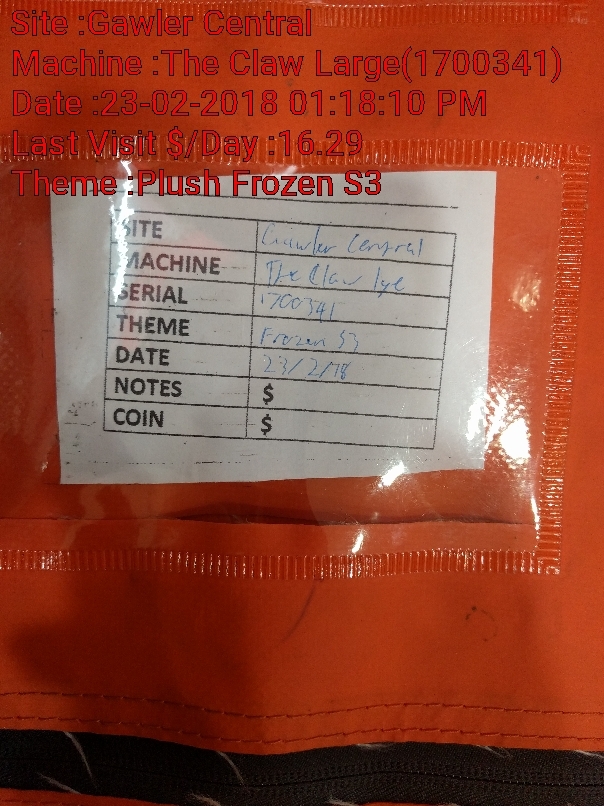 Site :Gawler Central
Machine :The Claw Large(1700341)
Date :23-02-2018 01:18:10 PM
Last Visit $/Day :16.29
Theme :Plush Frozen S3
SITE Gawler Central
MACHINE The Claw lge
SERIAL 1700341
THEME Frozen S3
DATE 23/2/18
NOTES $
COIN $